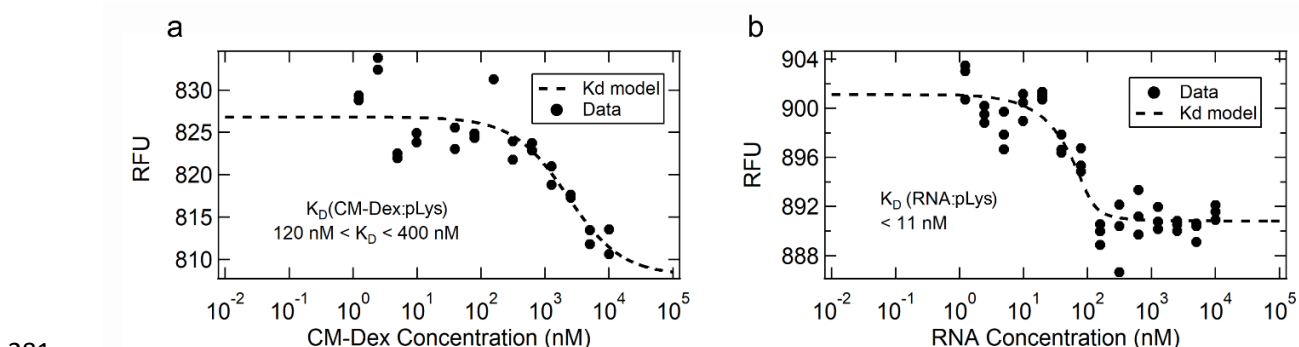 a
b
RFU
830
825
820
815
810
Kd model
Data
K_D(CM-Dex:pLys)
120 nM < K_D < 400 nM
10^-2 10^-1 10^0 10^1 10^2 10^3 10^4 10^5
CM-Dex Concentration (nM)
RFU
904
900
896
892
888
Data
Kd model
K_D (RNA:pLys)
< 11 nM
10^-2 10^-1 10^0 10^1 10^2 10^3 10^4 10^5
RNA Concentration (nM)